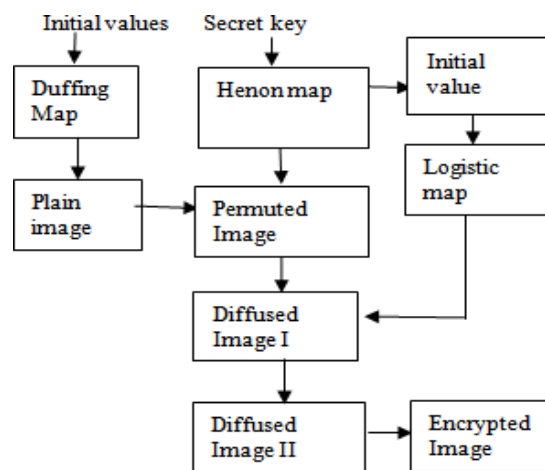 Initial values
Secret key
Duffing
Map
Henon map
Initial
value
Logistic
map
Plain
image
Permuted
Image
Diffused
Image I
Diffused
Image II
Encrypted
Image